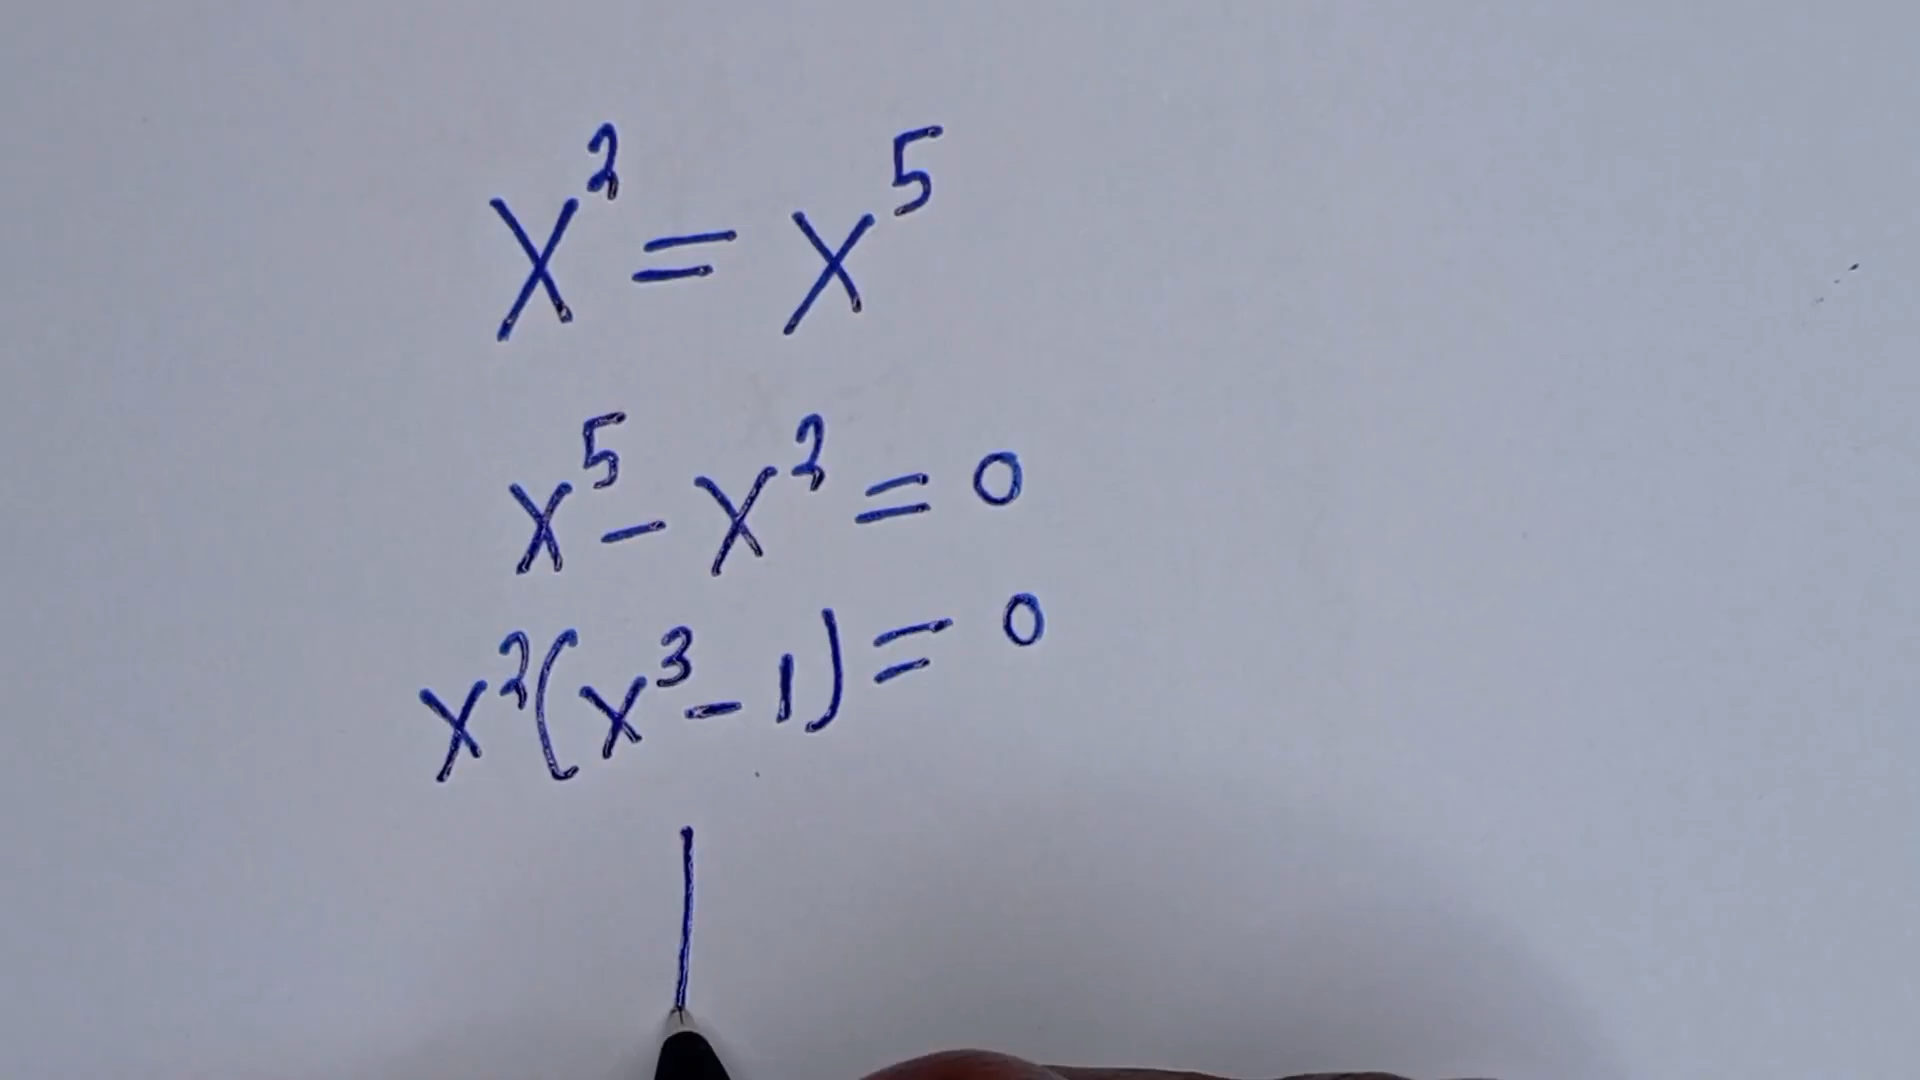 X² = X⁵
x⁵ - x² = 0
x²(x³ - 1) = 0